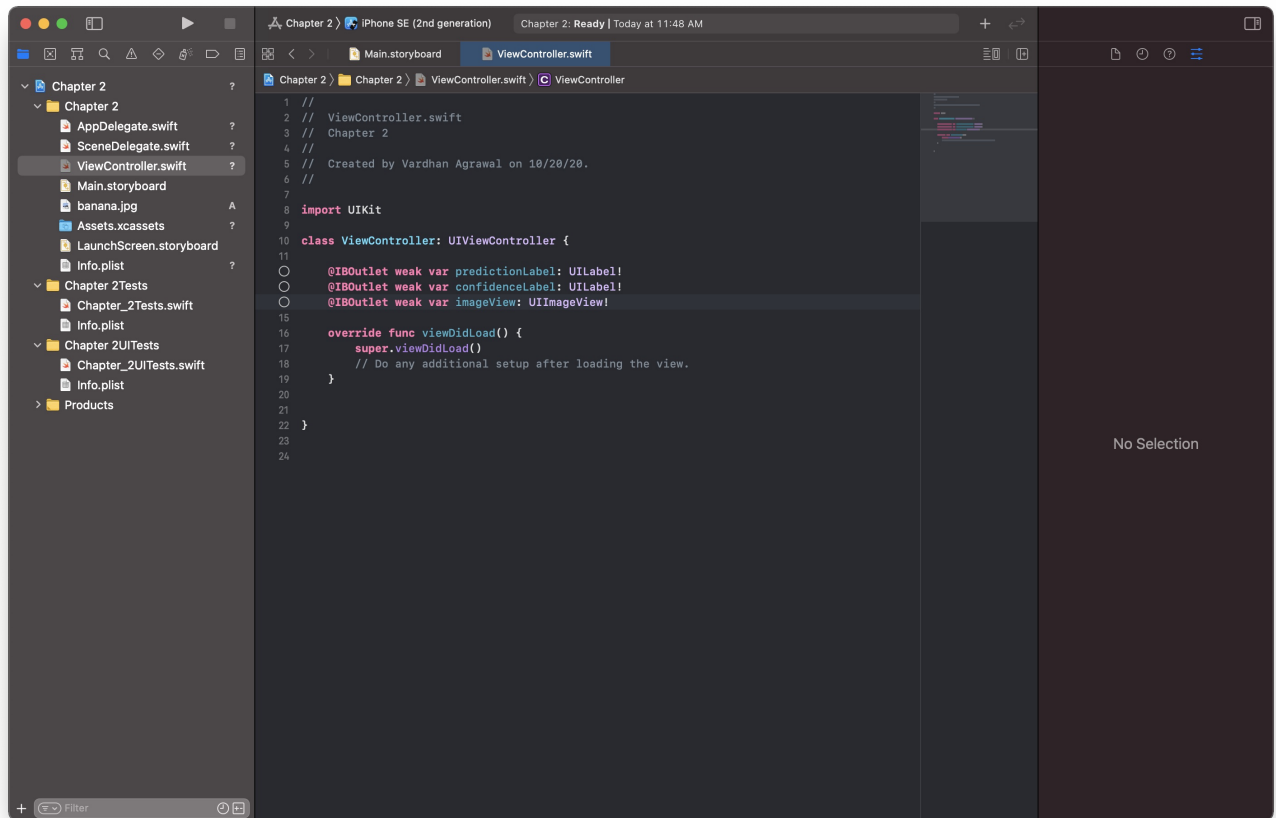 Chapter 2 〉 iPhone SE (2nd generation)
Chapter 2: Ready | Today at 11:48 AM
Main.storyboard
ViewController.swift
Chapter 2 〉 Chapter 2 〉 ViewController.swift 〉 C ViewController
Chapter 2 ?
Chapter 2
AppDelegate.swift ?
SceneDelegate.swift ?
ViewController.swift ?
Main.storyboard
banana.jpg A
Assets.xcassets ?
LaunchScreen.storyboard
Info.plist ?
Chapter 2Tests
Chapter_2Tests.swift
Info.plist
Chapter 2UITests
Chapter_2UITests.swift
Info.plist
Products
Filter
1 //
2 //  ViewController.swift
3 //  Chapter 2
4 //
5 //  Created by Vardhan Agrawal on 10/20/20.
6 //
7
8 import UIKit
9
10 class ViewController: UIViewController {
11
@IBOutlet weak var predictionLabel: UILabel!
@IBOutlet weak var confidenceLabel: UILabel!
@IBOutlet weak var imageView: UIImageView!
15
16     override func viewDidLoad() {
17         super.viewDidLoad()
18         // Do any additional setup after loading the view.
19     }
20
21
22 }
23
24
No Selection